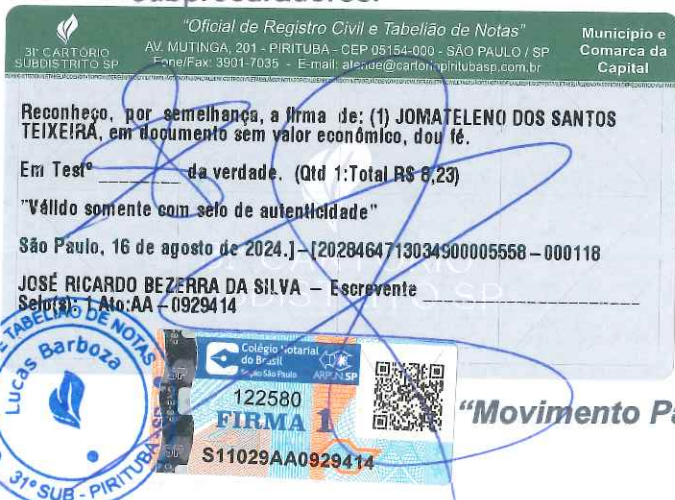 Subprocuradores.
31º CARTÓRIO
SUBDISTRITO SP
"Oficial de Registro Civil e Tabelião de Notas"
AV. MUTINGA, 201 - PIRITUBA - CEP 05154-000 - SÃO PAULO / SP
Fone/Fax: 3901-7035 - E-mail: atende@cartoriopiritubasp.com.br
Município e
Comarca da
Capital
Reconheço, por semelhança, a firma de: (1) JOMATELENO DOS SANTOS
TEIXEIRA, em documento sem valor econômico, dou fé.
Em Testº ________ da verdade. (Qtd 1:Total R$ 8,23)
"Válido somente com selo de autenticidade"
São Paulo, 16 de agosto de 2024.]–[2028464713034900005558 – 000118
JOSÉ RICARDO BEZERRA DA SILVA – Escrevente
Selo(s): 1 Ato:AA – 0929414
E TABELIÃO DE NOTAS
Lucas Barboza
31º SUB - PIRITUBA - SP
Colégio Notarial
do Brasil
Seção São Paulo
ARPEN SP
122580
FIRMA 1
S11029AA0929414
"Movimento Pa